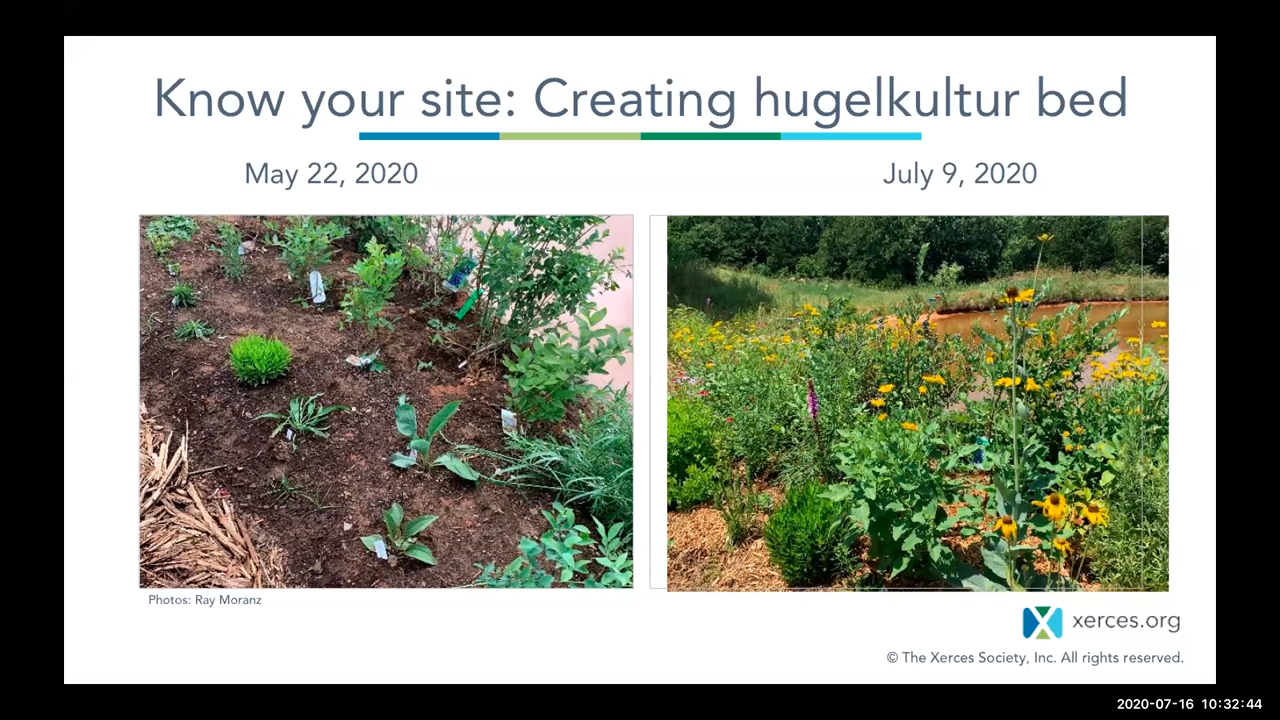 Know your site: Creating hugelkultur bed
May 22, 2020
July 9, 2020
Photos: Ray Moranz
xerces.org
© The Xerces Society, Inc. All rights reserved.
2020-07-16 10:32:44